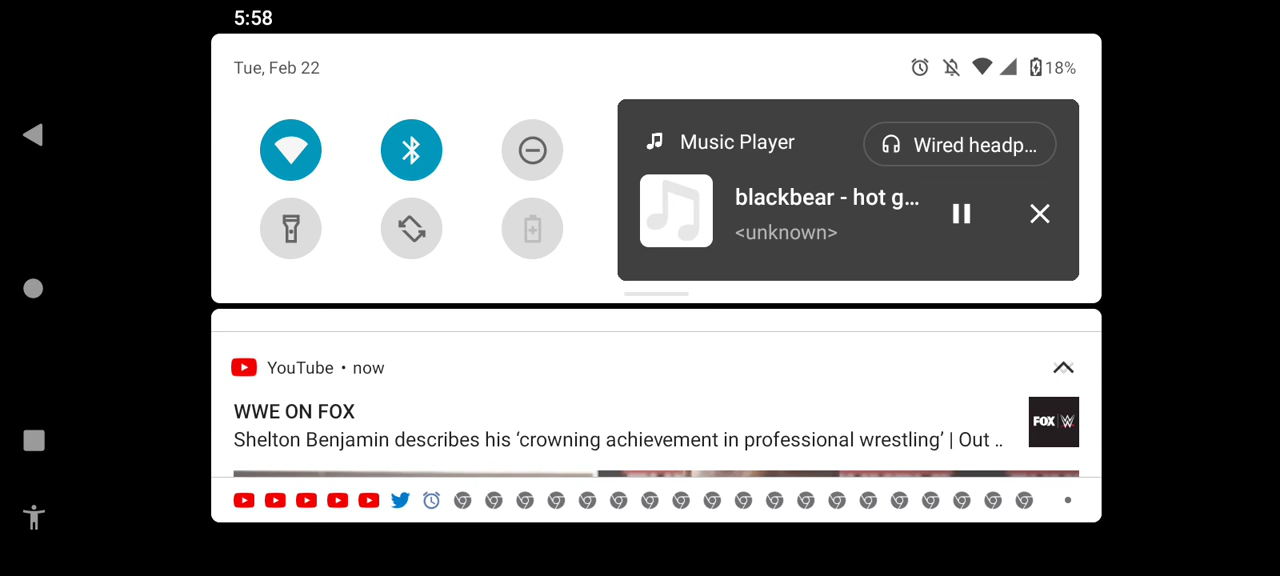 5:58
Tue, Feb 22
18%
Music Player
Wired headp...
blackbear - hot g...
<unknown>
YouTube • now
WWE ON FOX
Shelton Benjamin describes his ‘crowning achievement in professional wrestling’ | Out ..
FOX W